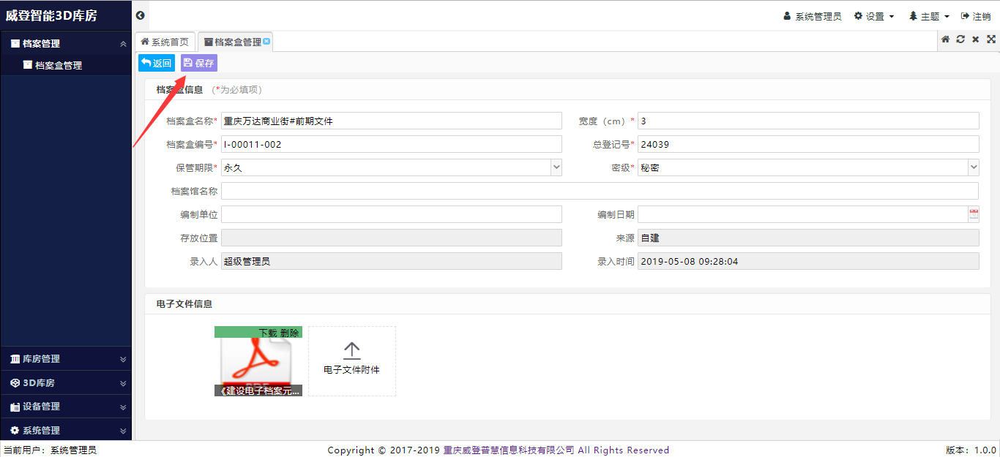 威登智能3D库房
系统管理员 设置 主题 注销
档案管理
档案盒管理
库房管理
3D库房
设备管理
系统管理
系统首页 档案盒管理
返回 保存
档案盒信息 (*为必填项)
档案盒名称* 重庆万达商业街#前期文件 宽度（cm）* 3
档案盒编号* I-00011-002 总登记号* 24039
保管期限* 永久 密级* 秘密
档案馆名称
编制单位 编制日期
存放位置 来源 自建
录入人 超级管理员 录入时间 2019-05-08 09:28:04
电子文件信息
下载 删除
《建设电子档案元...
电子文件附件
当前用户：系统管理员 Copyright © 2017-2019 重庆威登普慧信息科技有限公司 All Rights Reserved 版本：1.0.0